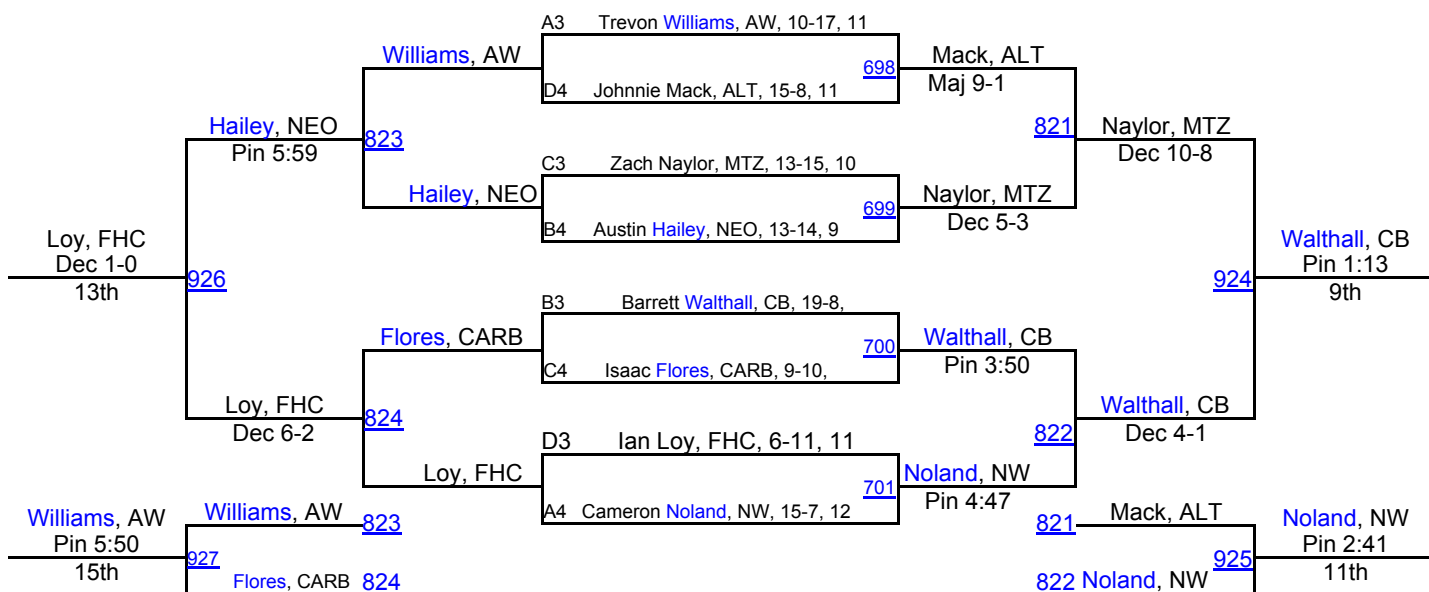 A3 Trevon Williams, AW, 10-17, 11
Williams, AW
698
Mack, ALT
Maj 9-1
D4 Johnnie Mack, ALT, 15-8, 11
Hailey, NEO
Pin 5:59
823
821
Naylor, MTZ
Dec 10-8
C3 Zach Naylor, MTZ, 13-15, 10
Hailey, NEO
699
Naylor, MTZ
Dec 5-3
B4 Austin Hailey, NEO, 13-14, 9
Loy, FHC
Dec 1-0
13th
926
924
Walthall, CB
Pin 1:13
9th
B3 Barrett Walthall, CB, 19-8,
Flores, CARB
700
Walthall, CB
Pin 3:50
C4 Isaac Flores, CARB, 9-10,
Loy, FHC
Dec 6-2
824
822
Walthall, CB
Dec 4-1
D3 Ian Loy, FHC, 6-11, 11
Loy, FHC
701
Noland, NW
Pin 4:47
A4 Cameron Noland, NW, 15-7, 12
Williams, AW
Pin 5:50
15th
Williams, AW 823
927
Flores, CARB 824
821 Mack, ALT
925
822 Noland, NW
Noland, NW
Pin 2:41
11th